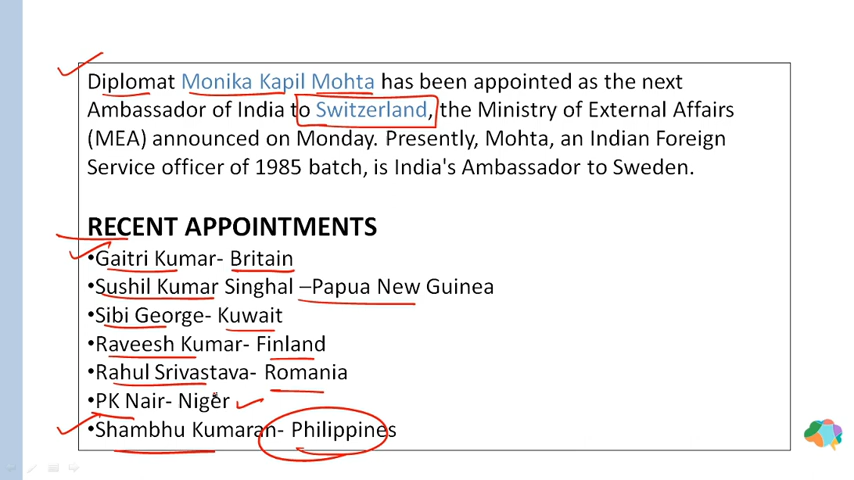 Diplomat Monika Kapil Mohta has been appointed as the next
Ambassador of India to Switzerland, the Ministry of External Affairs
(MEA) announced on Monday. Presently, Mohta, an Indian Foreign
Service officer of 1985 batch, is India's Ambassador to Sweden.
RECENT APPOINTMENTS
•Gaitri Kumar- Britain
•Sushil Kumar Singhal –Papua New Guinea
•Sibi George- Kuwait
•Raveesh Kumar- Finland
•Rahul Srivastava- Romania
•PK Nair- Niger
•Shambhu Kumaran- Philippines